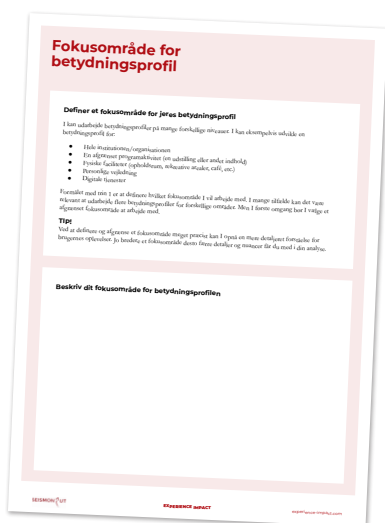 Fokusområde for
betydningsprofil
Definer et fokusområde for jeres betydningsprofil
I kan udarbejde betydningsprofiler på mange forskellige niveauer. I kan eksempelvis udvikle en
betydningsprofil for:
Hele institutionen/organisationen
En afgrænset programaktivitet (en udstilling eller andet indhold)
Fysiske faciliteter (opholdsrum, rekreative arealer, café, etc.)
Personlig vejledning
Digitale tjenester
Formålet med trin 1 er at definere hvilket fokusområde I vil arbejde med. I mange tilfælde kan det være
relevant at udarbejde flere betydningsprofiler for forskellige områder. Men I første omgang bør I vælge et
afgrænset fokusområde at arbejde med.
Tip!
Ved at definere og afgrænse et fokusområde meget præcist kan I opnå en mere detaljeret forståelse for
brugernes oplevelser. Jo bredere et fokusområde desto færre detaljer og nuancer får du med i din analyse.
Beskriv dit fokusområde for betydningsprofilen
SEISMONAUT
EXPERIENCE IMPACT
experience-impact.com